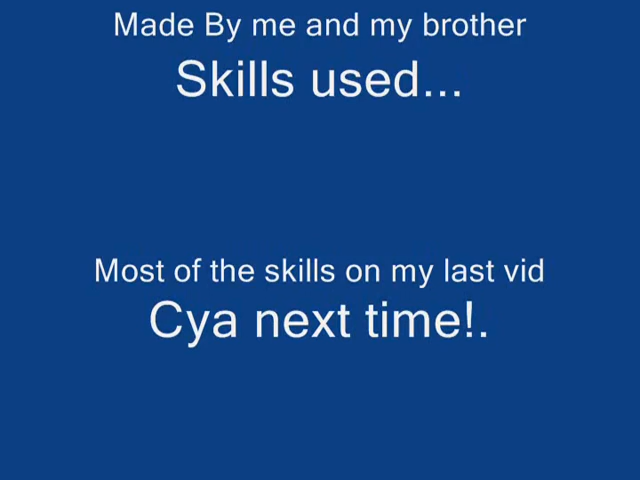 Made By me and my brother
Skills used...
Most of the skills on my last vid
Cya next time!.